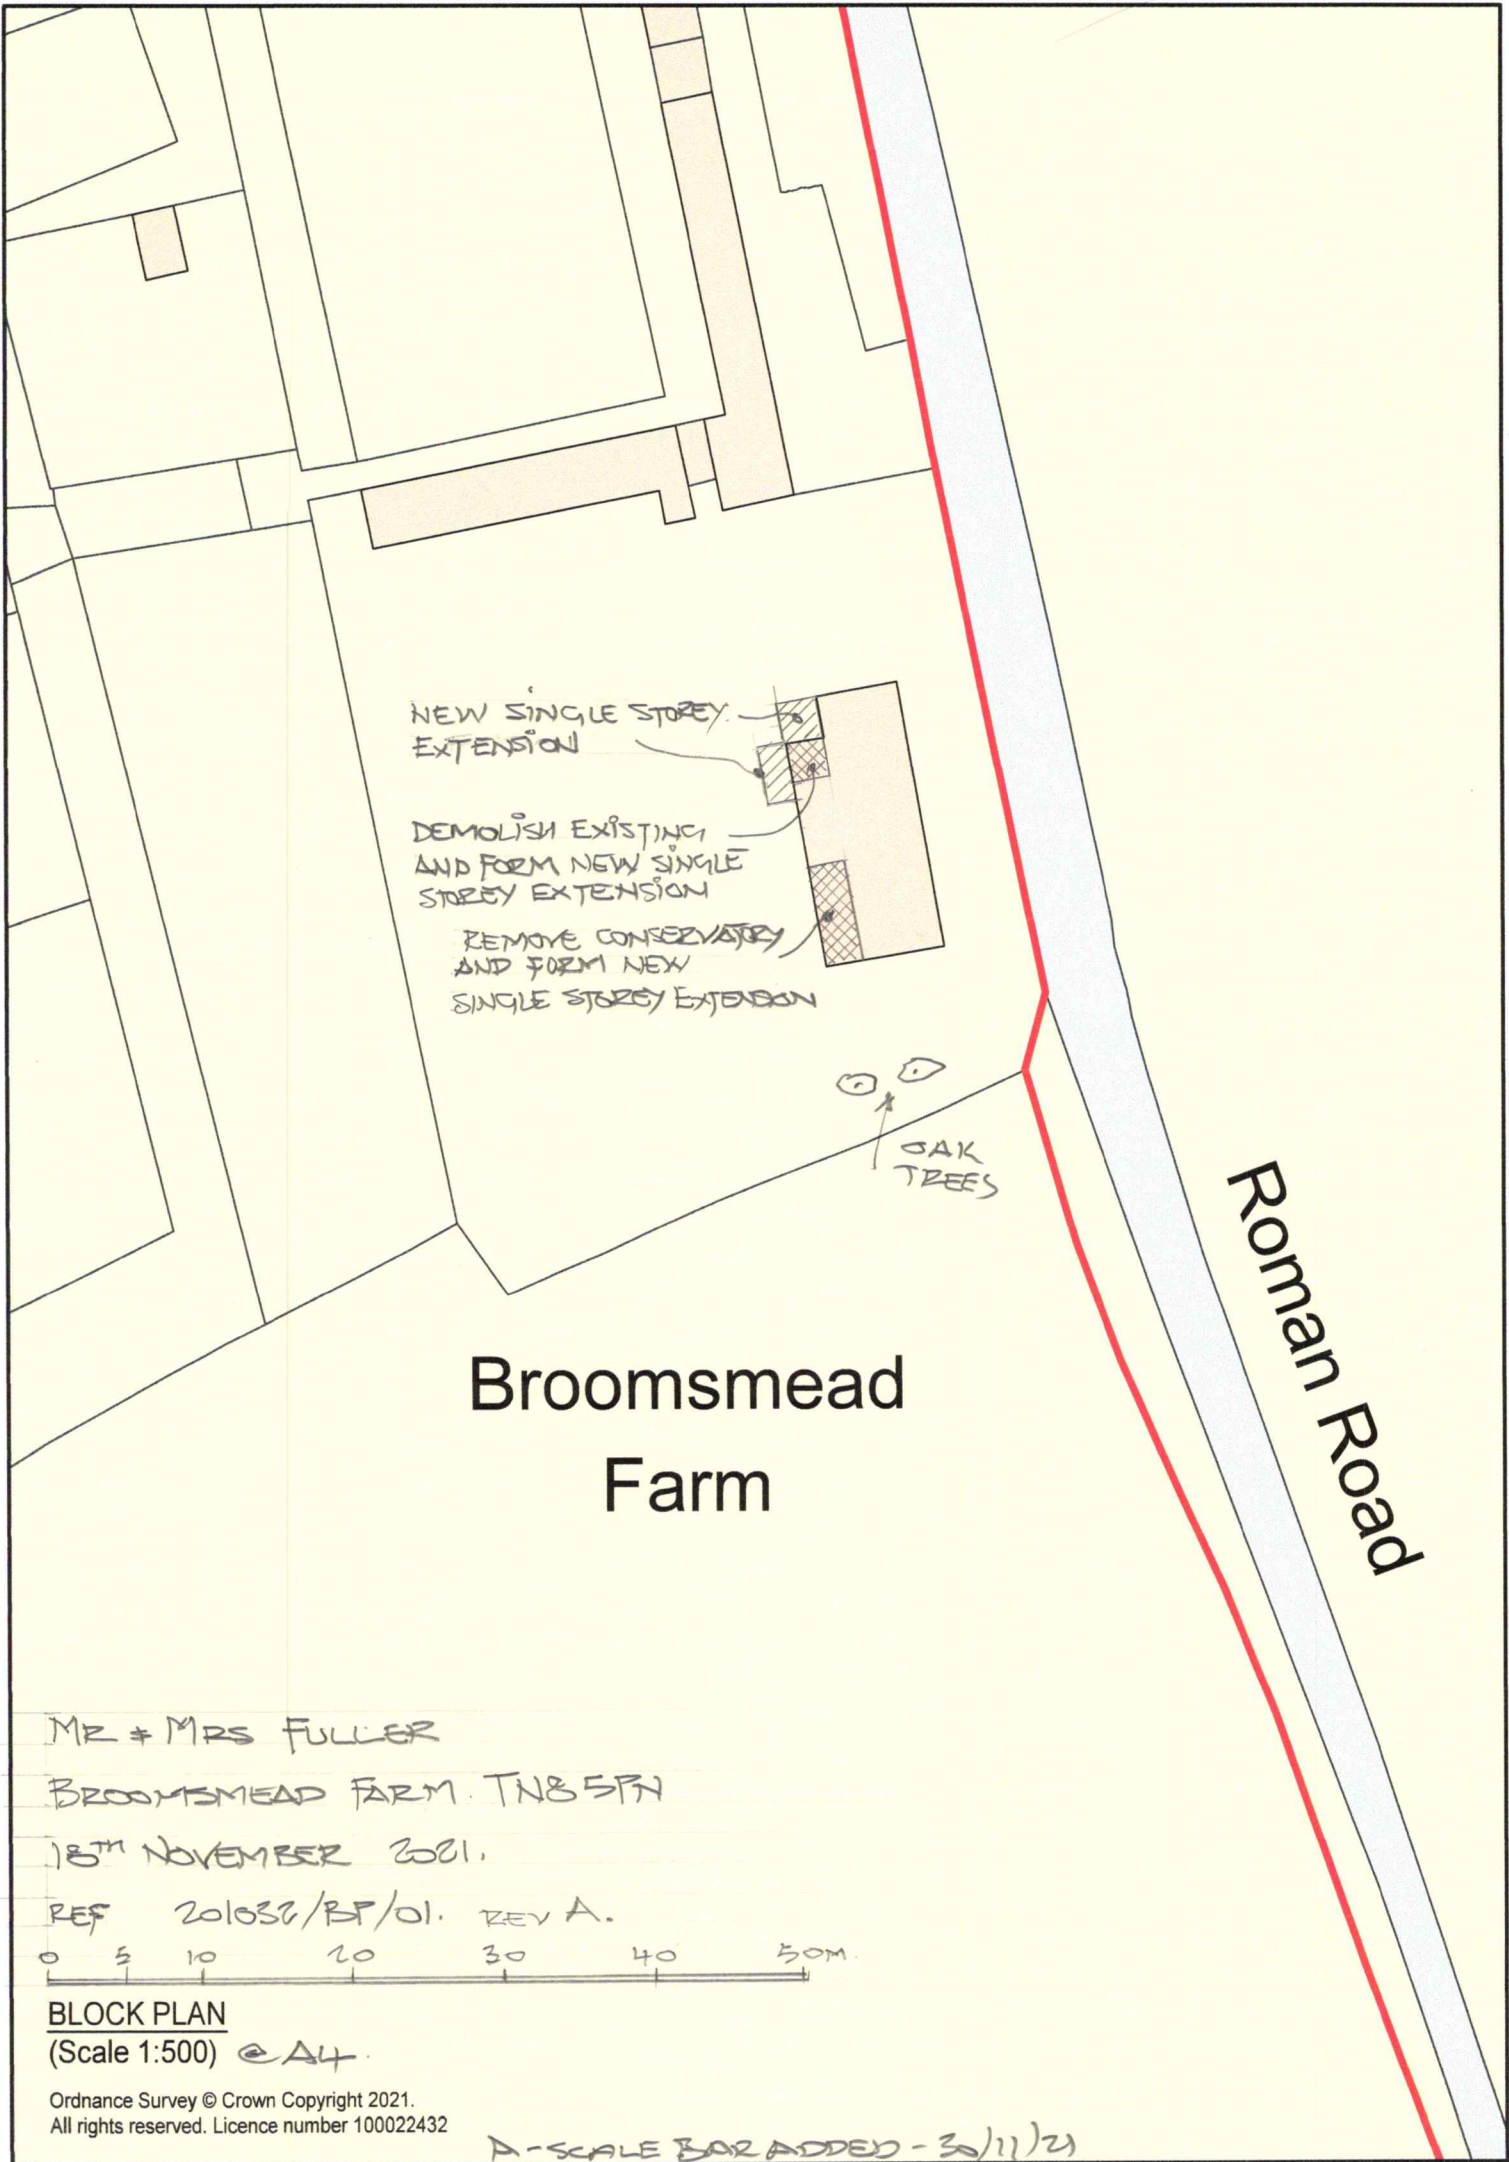 NEW SINGLE STOREY
EXTENSION
DEMOLISH EXISTING
AND FORM NEW SINGLE
STOREY EXTENSION
REMOVE CONSERVATORY
AND FORM NEW
SINGLE STOREY EXTENSION
OAK
TREES
Roman Road
Broomsmead
Farm
MR & MRS FULLER
BROOMSMEAD FARM. TN8 5PN
18TH NOVEMBER 2021.
REF 201032/BP/01. REV A.
0 5 10 20 30 40 50M.
BLOCK PLAN
(Scale 1:500) @ A4.
Ordnance Survey © Crown Copyright 2021.
All rights reserved. Licence number 100022432
A - SCALE BAR ADDED - 30/11/21